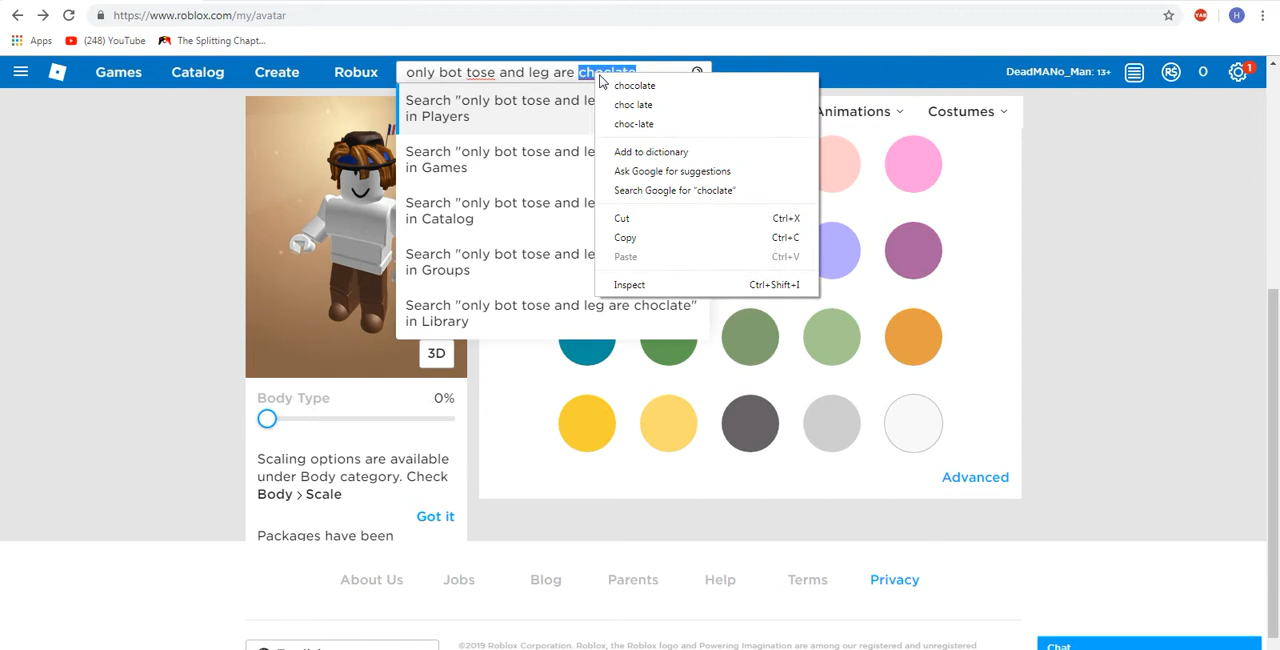 https://www.roblox.com/my/avatar
YAB
H
Apps
(248) YouTube
The Splitting Chapt...
Games
Catalog
Create
Robux
only bot tose and leg are choclate
DeadMANo_Man: 13+
R$
0
1
Search "only bot tose and le
in Players
Search "only bot tose and le
in Games
Search "only bot tose and le
in Catalog
Search "only bot tose and le
in Groups
Search "only bot tose and leg are choclate"
in Library
chocolate
choc late
choc-late
Add to dictionary
Ask Google for suggestions
Search Google for "choclate"
Cut Ctrl+X
Copy Ctrl+C
Paste Ctrl+V
Inspect Ctrl+Shift+I
Animations
Costumes
3D
Body Type 0%
Scaling options are available
under Body category. Check
Body > Scale
Got it
Packages have been
Advanced
About Us
Jobs
Blog
Parents
Help
Terms
Privacy
©2019 Roblox Corporation. Roblox, the Roblox logo and Powering Imagination are among our registered and unregistered
Chat